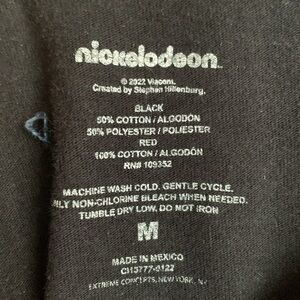 nickelodeon™
© 2022 Viacom.
Created by Stephen Hillenburg.
BLACK
50% COTTON / ALGODÓN
50% POLYESTER / POLIESTER
RED
100% COTTON / ALGODÓN
RN# 109352
MACHINE WASH COLD. GENTLE CYCLE.
NON-CHLORINE BLEACH WHEN NEEDED.
TUMBLE DRY LOW. DO NOT IRON
M
MADE IN MEXICO
EXTREME CONCEPTS, NEW YORK, NY